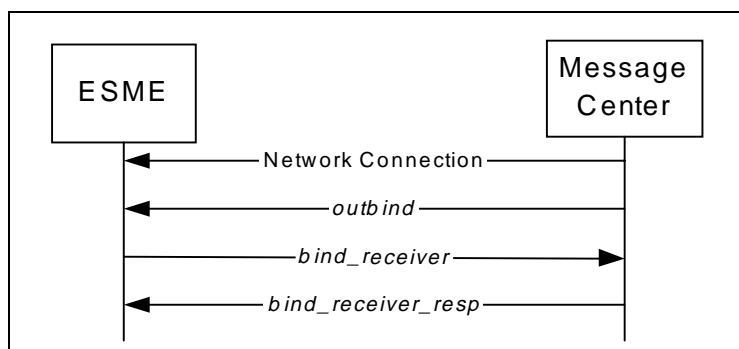 ESME
Message
Center
Network Connection
outbind
bind_receiver
bind_receiver_resp